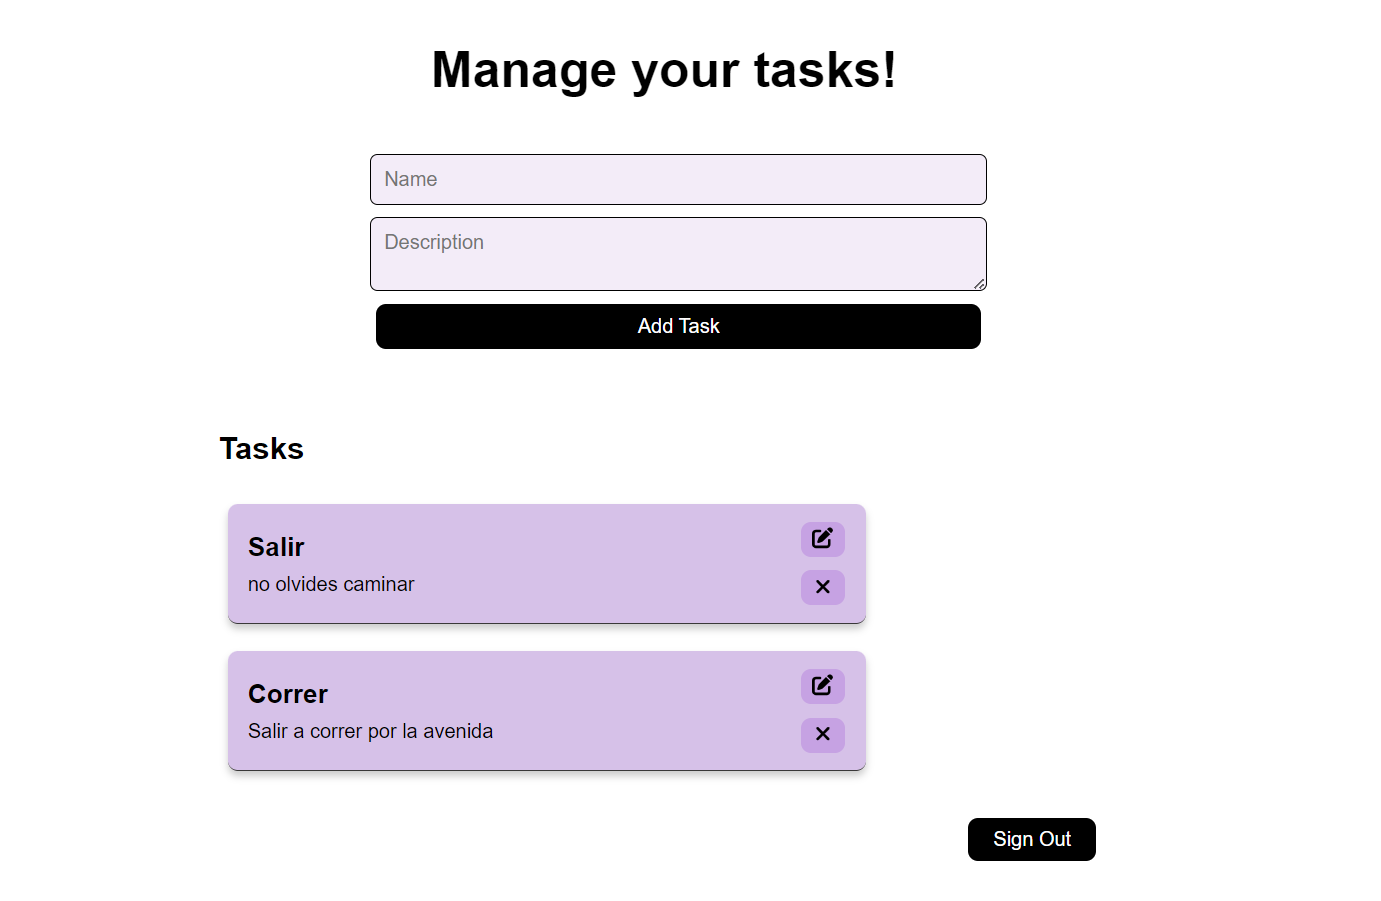 Manage your tasks!
Name
Description
Add Task
Tasks
Salir
no olvides caminar
Correr
Salir a correr por la avenida
Sign Out